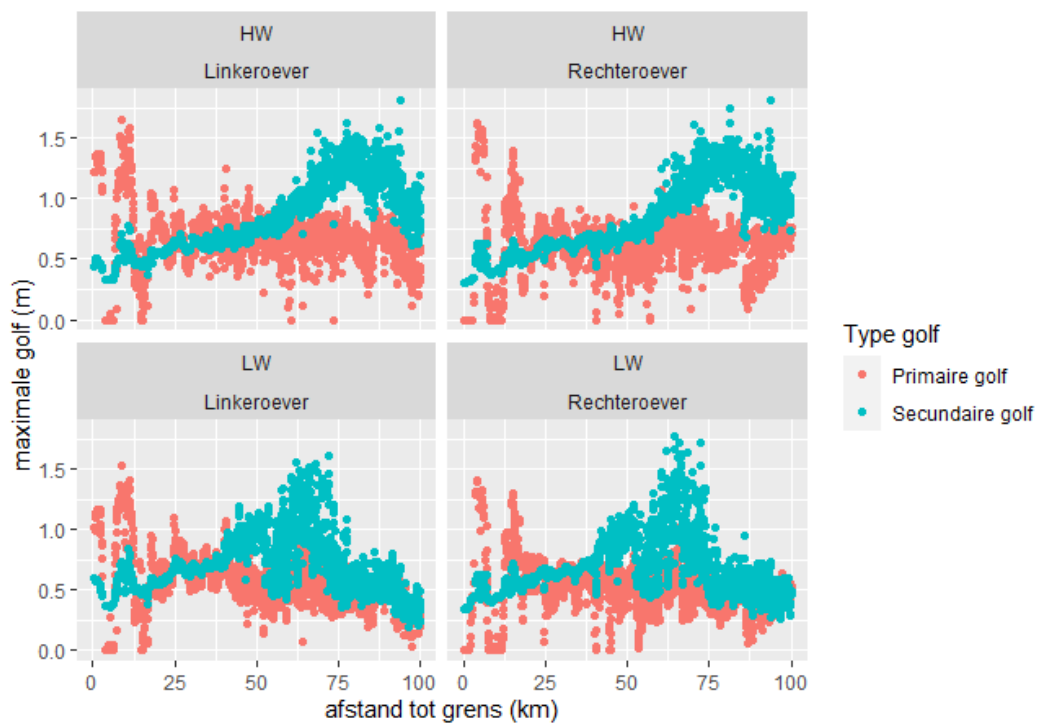 HW
HW
Linkeroever
Rechteroever
1.5
1.0
0.5
0.0
maximale golf (m)
LW
LW
Linkeroever
Rechteroever
1.5
1.0
0.5
0.0
0 25 50 75 100
0 25 50 75 100
afstand tot grens (km)
Type golf
Primaire golf
Secundaire golf